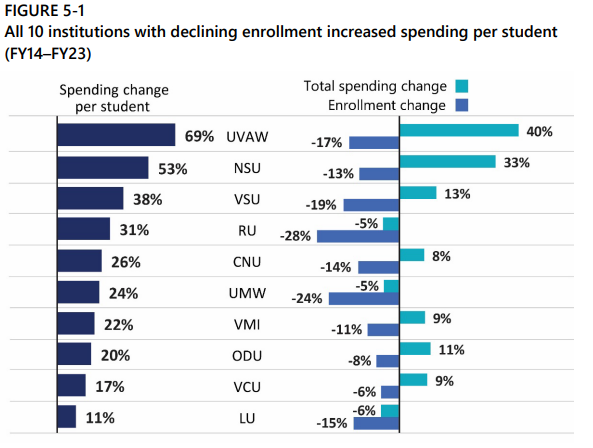 FIGURE 5-1
All 10 institutions with declining enrollment increased spending per student
(FY14–FY23)
Spending change
per student
Total spending change
Enrollment change
69% UVAW -17% 40%
53% NSU -13% 33%
38% VSU -19% 13%
31% RU -5%
-28%
26% CNU -14% 8%
24% UMW -5%
-24%
22% VMI -11% 9%
20% ODU -8% 11%
17% VCU -6% 9%
11% LU -6%
-15%